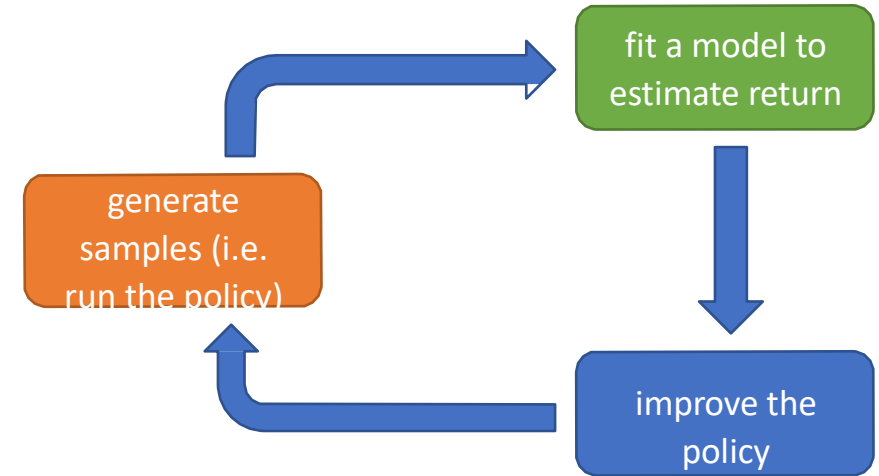 fit a model to
estimate return
generate
samples (i.e.
run the policy)
improve the
policy